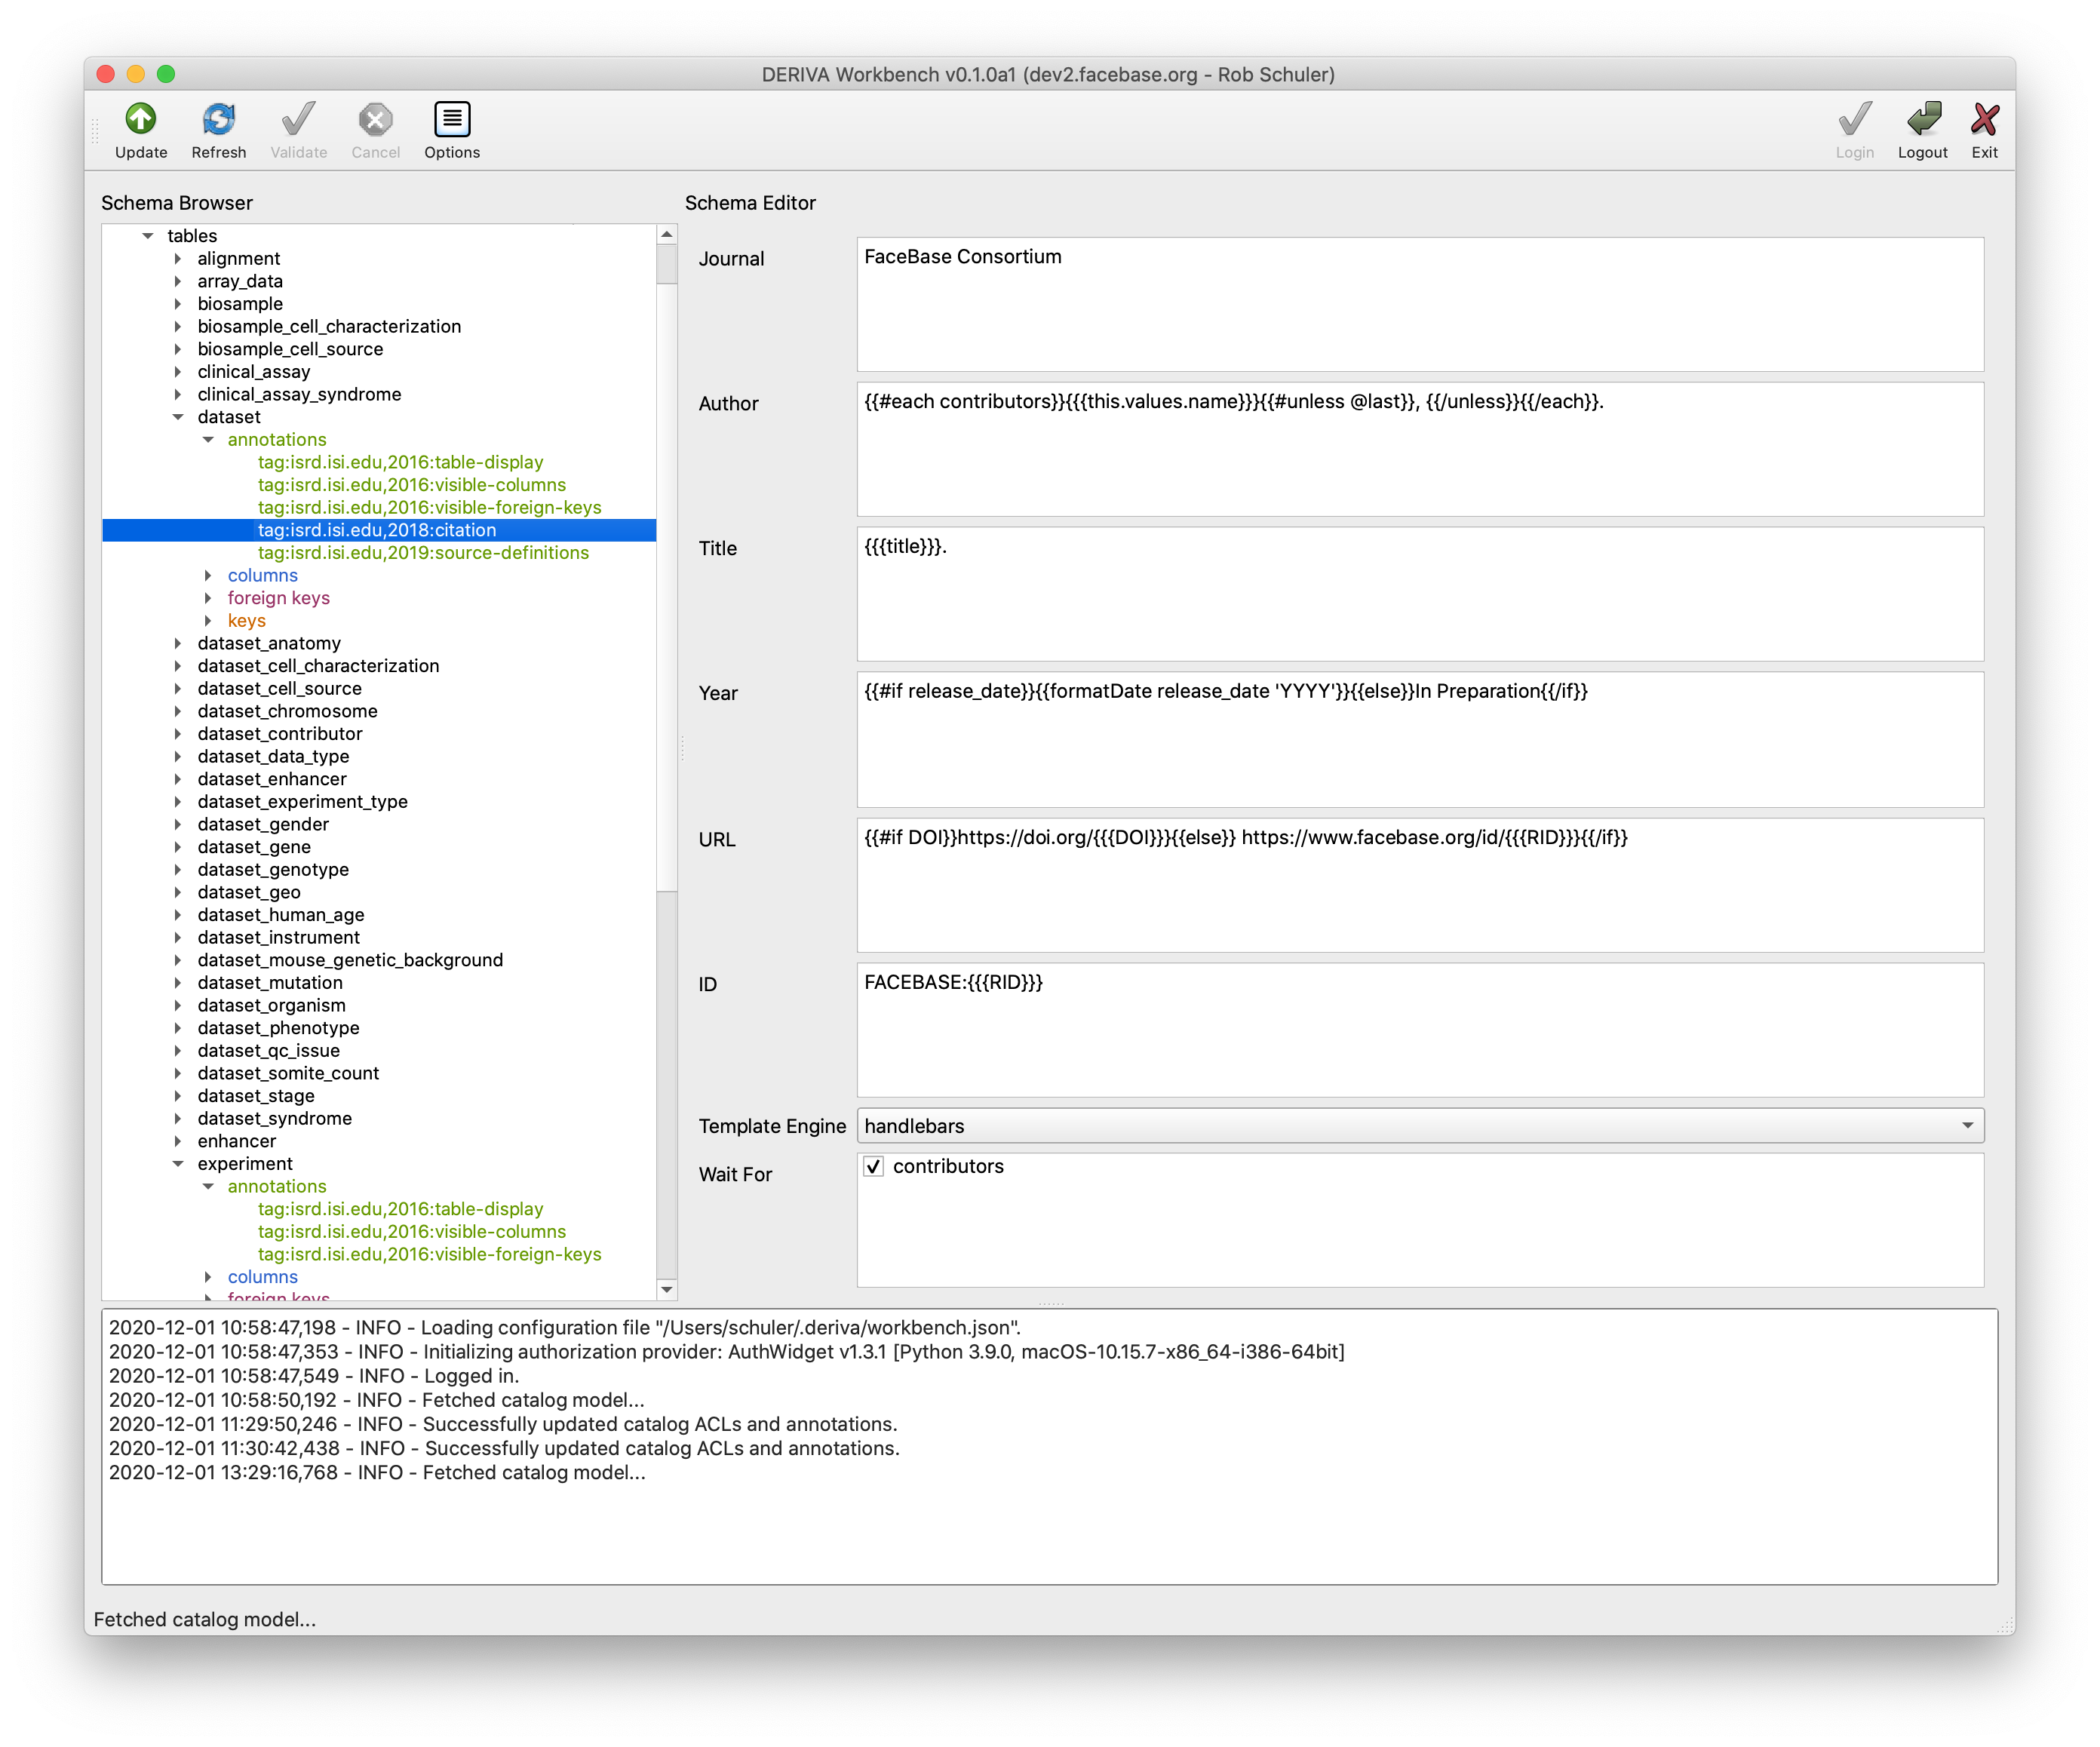 DERIVA Workbench v0.1.0a1 (dev2.facebase.org - Rob Schuler)
Update Refresh Validate Cancel Options Login Logout Exit
Schema Browser
tables
alignment
array_data
biosample
biosample_cell_characterization
biosample_cell_source
clinical_assay
clinical_assay_syndrome
dataset
annotations
tag:isrd.isi.edu,2016:table-display
tag:isrd.isi.edu,2016:visible-columns
tag:isrd.isi.edu,2016:visible-foreign-keys
tag:isrd.isi.edu,2018:citation
tag:isrd.isi.edu,2019:source-definitions
columns
foreign keys
keys
dataset_anatomy
dataset_cell_characterization
dataset_cell_source
dataset_chromosome
dataset_contributor
dataset_data_type
dataset_enhancer
dataset_experiment_type
dataset_gender
dataset_gene
dataset_genotype
dataset_geo
dataset_human_age
dataset_instrument
dataset_mouse_genetic_background
dataset_mutation
dataset_organism
dataset_phenotype
dataset_qc_issue
dataset_somite_count
dataset_stage
dataset_syndrome
enhancer
experiment
annotations
tag:isrd.isi.edu,2016:table-display
tag:isrd.isi.edu,2016:visible-columns
tag:isrd.isi.edu,2016:visible-foreign-keys
columns
foreign keys
Schema Editor
Journal
FaceBase Consortium
Author
{{#each contributors}}{{{this.values.name}}}{{#unless @last}}, {{/unless}}{{/each}}.
Title
{{{title}}}.
Year
{{#if release_date}}{{formatDate release_date 'YYYY'}}{{else}}In Preparation{{/if}}
URL
{{#if DOI}}https://doi.org/{{{DOI}}}{{else}} https://www.facebase.org/id/{{{RID}}}{{/if}}
ID
FACEBASE:{{{RID}}}
Template Engine
handlebars
Wait For
contributors
2020-12-01 10:58:47,198 - INFO - Loading configuration file "/Users/schuler/.deriva/workbench.json".
2020-12-01 10:58:47,353 - INFO - Initializing authorization provider: AuthWidget v1.3.1 [Python 3.9.0, macOS-10.15.7-x86_64-i386-64bit]
2020-12-01 10:58:47,549 - INFO - Logged in.
2020-12-01 10:58:50,192 - INFO - Fetched catalog model...
2020-12-01 11:29:50,246 - INFO - Successfully updated catalog ACLs and annotations.
2020-12-01 11:30:42,438 - INFO - Successfully updated catalog ACLs and annotations.
2020-12-01 13:29:16,768 - INFO - Fetched catalog model...
Fetched catalog model...